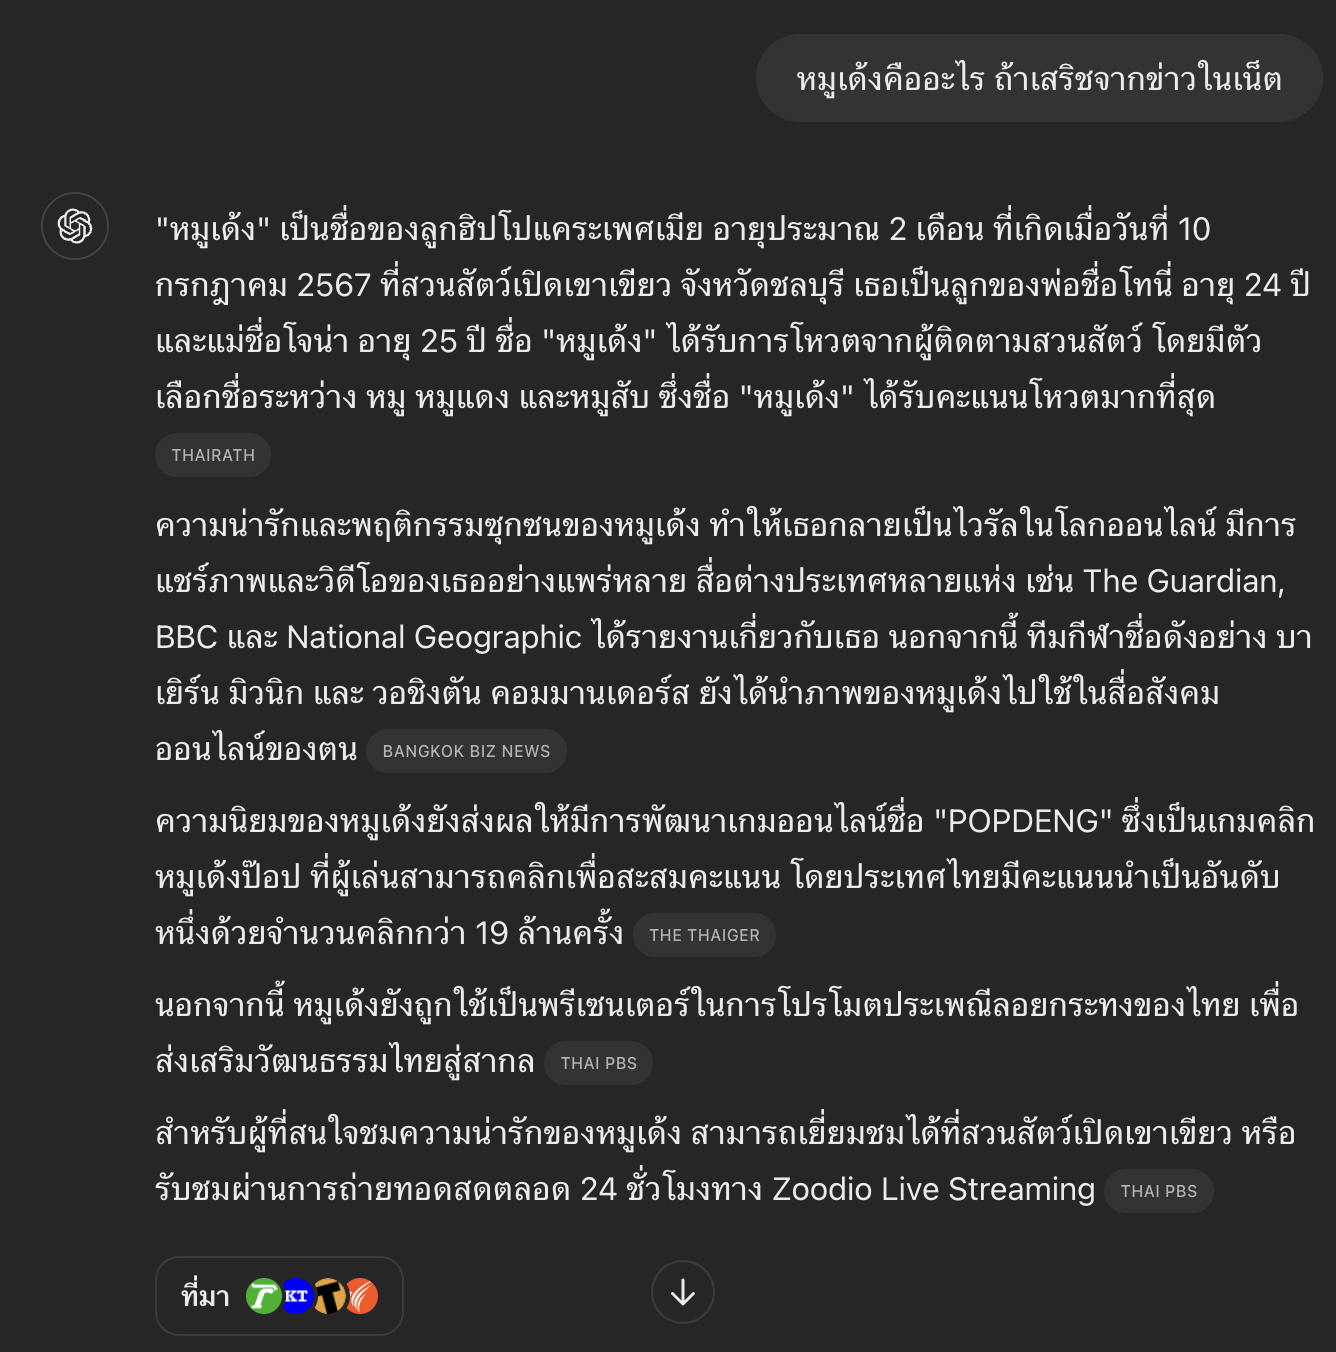 หมูเด้งคืออะไร ถ้าเสริชจากข่าวในเน็ต
"หมูเด้ง" เป็นชื่อของลูกฮิปโปแคระเพศเมีย อายุประมาณ 2 เดือน ที่เกิดเมื่อวันที่ 10
กรกฎาคม 2567 ที่สวนสัตว์เปิดเขาเขียว จังหวัดชลบุรี เธอเป็นลูกของพ่อชื่อโทนี่ อายุ 24 ปี
และแม่ชื่อโจน่า อายุ 25 ปี ชื่อ "หมูเด้ง" ได้รับการโหวตจากผู้ติดตามสวนสัตว์ โดยมีตัว
เลือกชื่อระหว่าง หมู หมูแดง และหมูสับ ซึ่งชื่อ "หมูเด้ง" ได้รับคะแนนโหวตมากที่สุด
THAIRATH
ความน่ารักและพฤติกรรมซุกซนของหมูเด้ง ทำให้เธอกลายเป็นไวรัลในโลกออนไลน์ มีการ
แชร์ภาพและวิดีโอของเธออย่างแพร่หลาย สื่อต่างประเทศหลายแห่ง เช่น The Guardian,
BBC และ National Geographic ได้รายงานเกี่ยวกับเธอ นอกจากนี้ ทีมกีฬาชื่อดังอย่าง บา
เยิร์น มิวนิก และ วอชิงตัน คอมมานเดอร์ส ยังได้นำภาพของหมูเด้งไปใช้ในสื่อสังคม
ออนไลน์ของตน BANGKOK BIZ NEWS
ความนิยมของหมูเด้งยังส่งผลให้มีการพัฒนาเกมออนไลน์ชื่อ "POPDENG" ซึ่งเป็นเกมคลิก
หมูเด้งป๊อป ที่ผู้เล่นสามารถคลิกเพื่อสะสมคะแนน โดยประเทศไทยมีคะแนนนำเป็นอันดับ
หนึ่งด้วยจำนวนคลิกกว่า 19 ล้านครั้ง THE THAIGER
นอกจากนี้ หมูเด้งยังถูกใช้เป็นพรีเซนเตอร์ในการโปรโมตประเพณีลอยกระทงของไทย เพื่อ
ส่งเสริมวัฒนธรรมไทยสู่สากล THAI PBS
สำหรับผู้ที่สนใจชมความน่ารักของหมูเด้ง สามารถเยี่ยมชมได้ที่สวนสัตว์เปิดเขาเขียว หรือ
รับชมผ่านการถ่ายทอดสดตลอด 24 ชั่วโมงทาง Zoodio Live Streaming THAI PBS
ที่มา T KT T